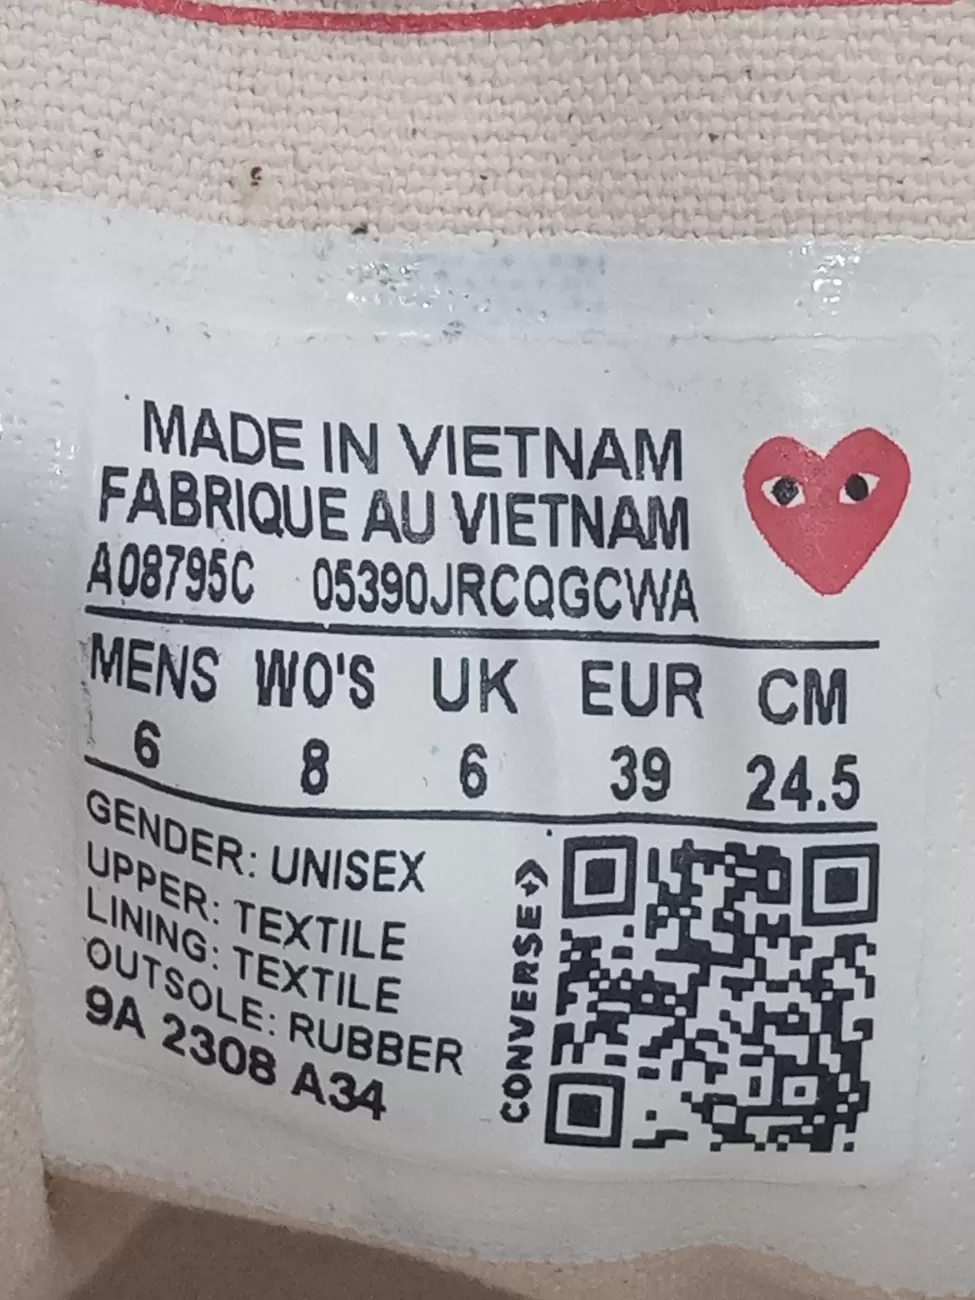 MADE IN VIETNAM
FABRIQUE AU VIETNAM
A08795C 05390JRCQGCWA
MENS WO'S UK EUR CM
6 8 6 39 24.5
GENDER: UNISEX
UPPER: TEXTILE
LINING: TEXTILE
OUTSOLE: RUBBER
9A 2308 A34
CONVERSE